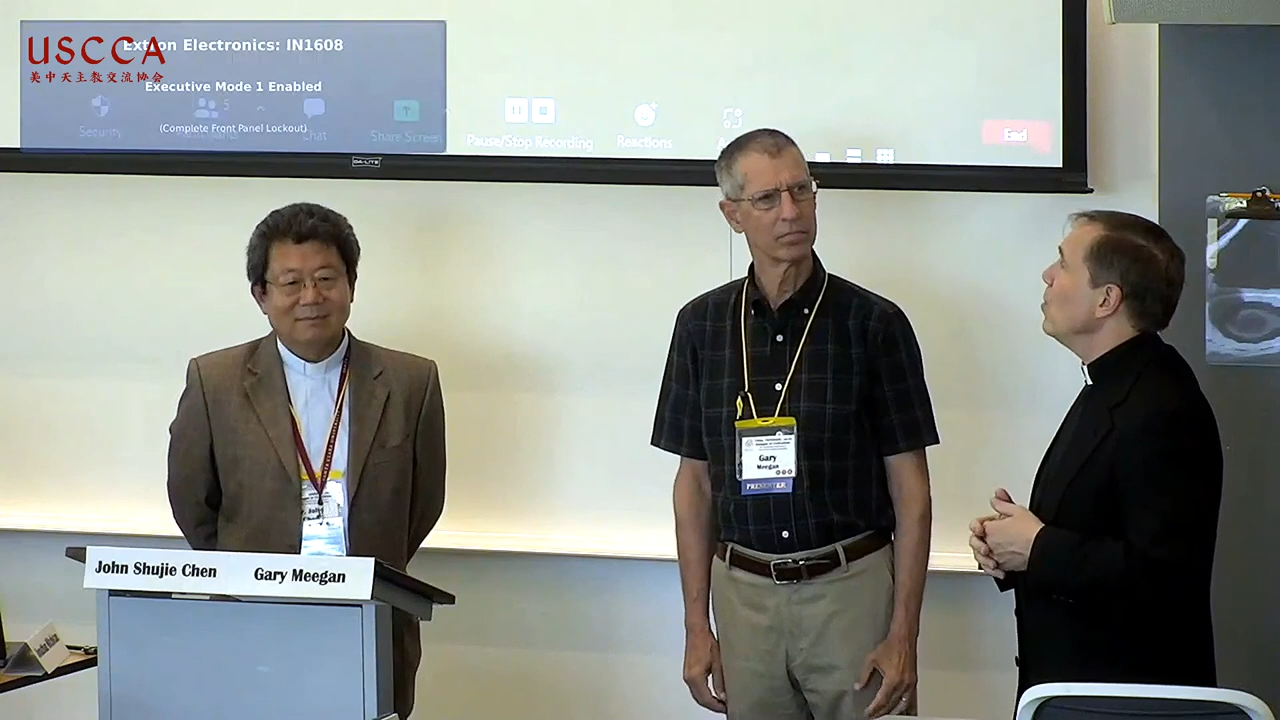 USCCA
美中天主教交流协会
Extron Electronics: IN1608
Executive Mode 1 Enabled
(Complete Front Panel Lockout)
Security
5
Chat
Share Screen
Pause/Stop Recording
Reactions
End
DA-LITE
Gary
Meegan
PRESENTER
John Shujie Chen
Gary Meegan